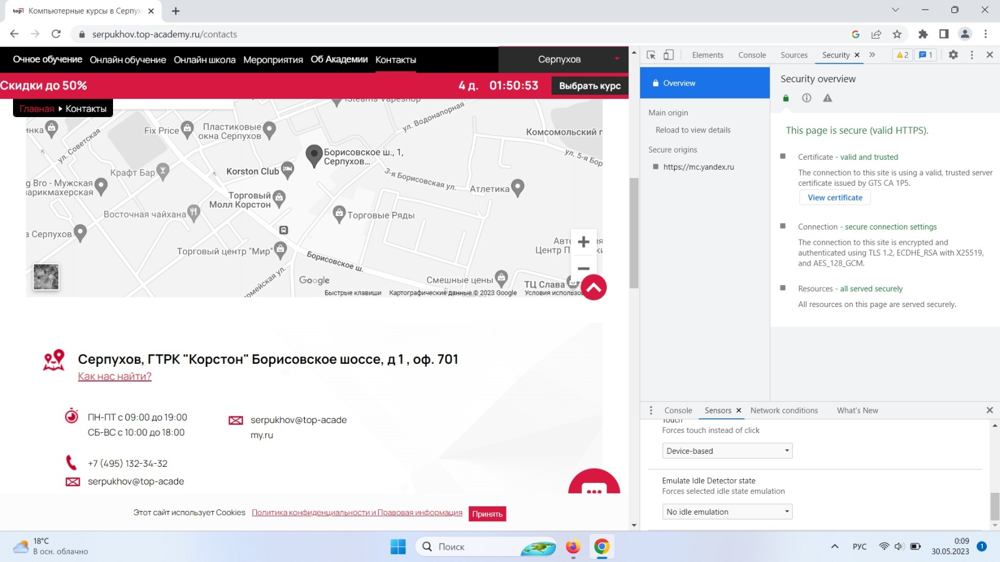 top1 Компьютерные курсы в Серпух
serpukhov.top-academy.ru/contacts
Очное обучение Онлайн обучение Онлайн школа Мероприятия Об Академии Контакты
Серпухов
Скидки до 50%
4 д. 01:50:53
Выбрать курс
Главная Контакты
iSteams Vapeshop
инка
ул. Советская
Fix Price
Пластиковые
окна Серпухов
ул. Водонапорная
Комсомольский п
ул. 5-я Бор
Борисовское ш., 1,
Серпухов...
Крафт Бар
Korston Club
3-я Борисовская ул.
g Bro - Мужская
парикмахерская
Торговый
Молл Корстон
Атлетика
Восточная чайхана
Торговые Ряды
а Серпухов
Торговый центр "Мир"
Борисовское ш.
Центр П
Google
Смешные цены
ТЦ Слава
Быстрые клавиши
Картографические данные © 2023 Google
Условия использо
Серпухов, ГТРК "Корстон" Борисовское шоссе, д 1 , оф. 701
Как нас найти?
ПН-ПТ с 09:00 до 19:00
СБ-ВС с 10:00 до 18:00
serpukhov@top-acade
my.ru
+7 (495) 132-34-32
serpukhov@top-acade
Этот сайт использует Cookies Политика конфиденциальности и Правовая информация Принять
Elements Console Sources Security 2 1
Overview
Main origin
Reload to view details
Secure origins
https://mc.yandex.ru
Security overview
This page is secure (valid HTTPS).
Certificate - valid and trusted
The connection to this site is using a valid, trusted server
certificate issued by GTS CA 1P5.
View certificate
Connection - secure connection settings
The connection to this site is encrypted and
authenticated using TLS 1.2, ECDHE_RSA with X25519,
and AES_128_GCM.
Resources - all served securely
All resources on this page are served securely.
Console Sensors Network conditions What's New
Touch
Forces touch instead of click
Device-based
Emulate Idle Detector state
Forces selected idle state emulation
No idle emulation
18°C
В осн. облачно
Поиск
РУС
0:09
30.05.2023
1